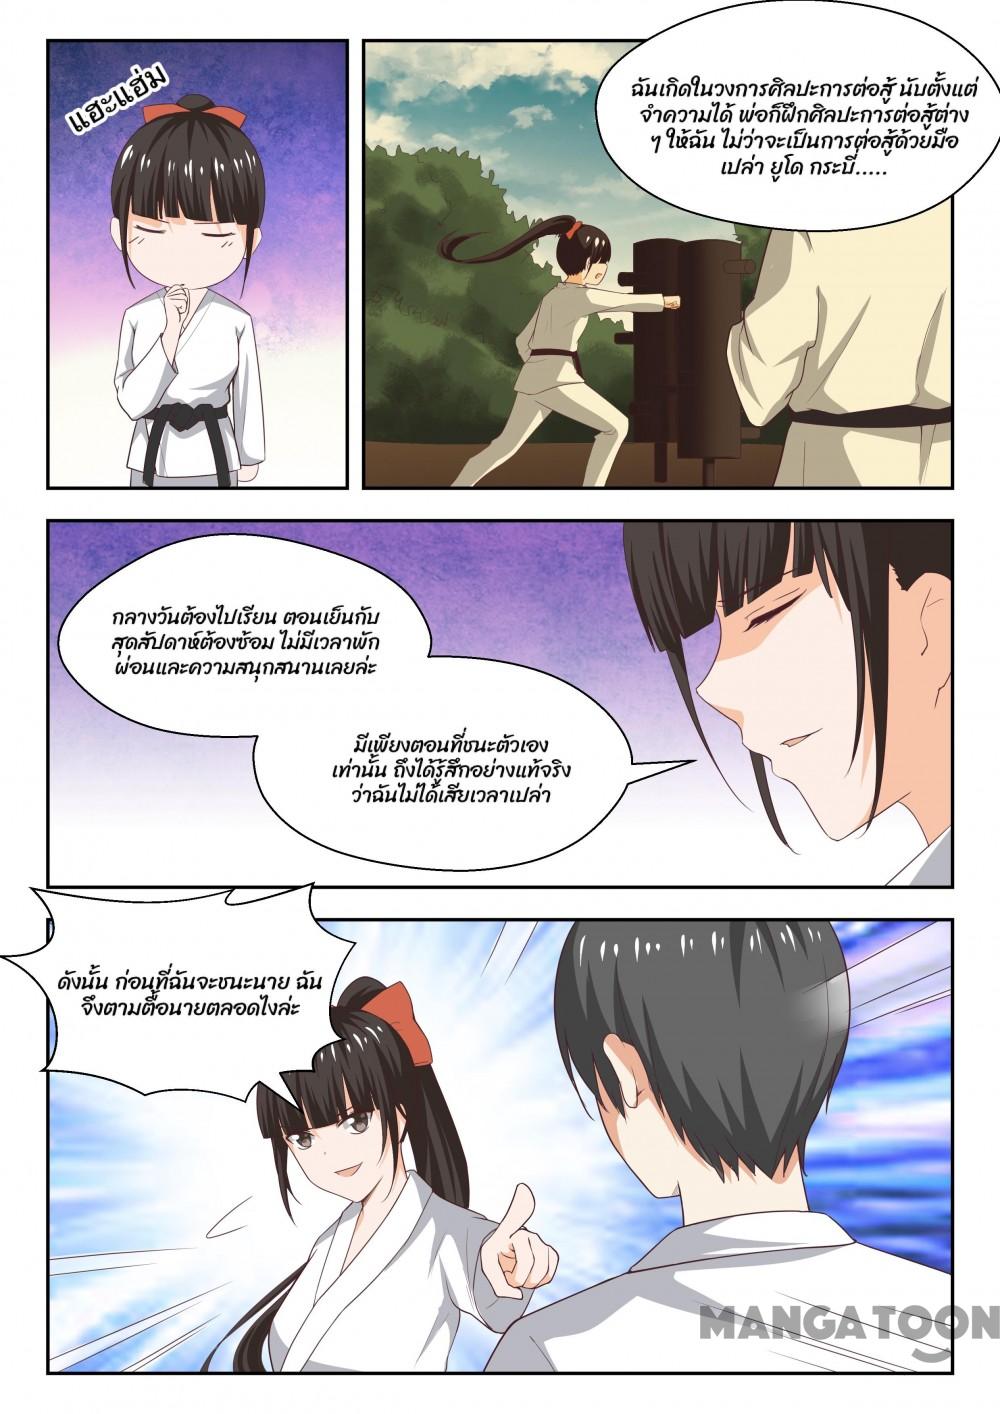 แฮะแฮ่ม
ฉันเกิดในวงการศิลปะการต่อสู้ นับตั้งแต่
จำความได้ พ่อก็ฝึกศิลปะการต่อสู้ต่าง
ๆ ให้ฉัน ไม่ว่าจะเป็นการต่อสู้ด้วยมือ
เปล่า ยูโด กระบี่.....
กลางวันต้องไปเรียน ตอนเย็นกับ
สุดสัปดาห์ต้องซ้อม ไม่มีเวลาพัก
ผ่อนและความสนุกสนานเลยล่ะ
มีเพียงตอนที่ชนะตัวเอง
เท่านั้น ถึงได้รู้สึกอย่างแท้จริง
ว่าฉันไม่ได้เสียเวลาเปล่า
ดังนั้น ก่อนที่ฉันจะชนะนาย ฉัน
จึงตามตื้อนายตลอดไงล่ะ
MANGATOON